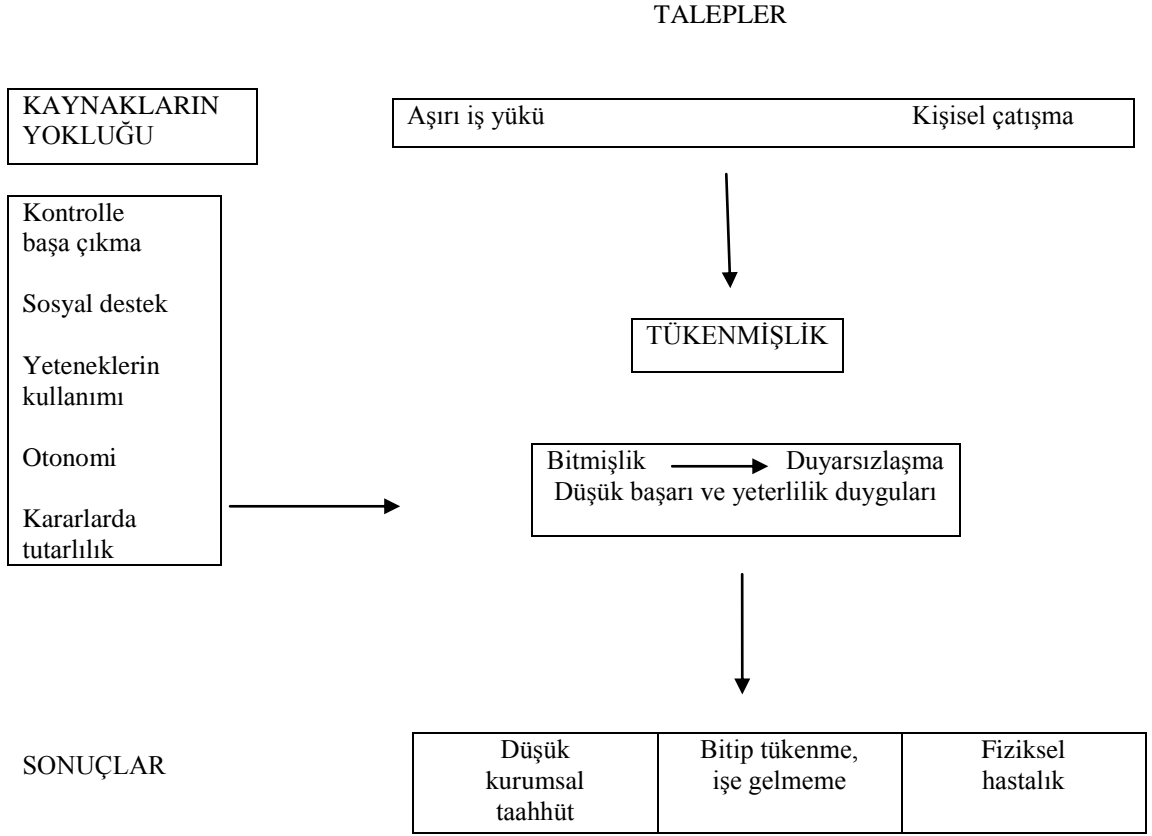 TALEPLER
KAYNAKLARIN
YOKLUĞU
Aşırı iş yükü Kişisel çatışma
Kontrolle
başa çıkma
Sosyal destek
Yeteneklerin
kullanımı
Otonomi
Kararlarda
tutarlılık
TÜKENMİŞLİK
Bitmişlik Duyarsızlaşma
Düşük başarı ve yeterlilik duyguları
SONUÇLAR
Düşük
kurumsal
taahhüt
Bitip tükenme,
işe gelmeme
Fiziksel
hastalık